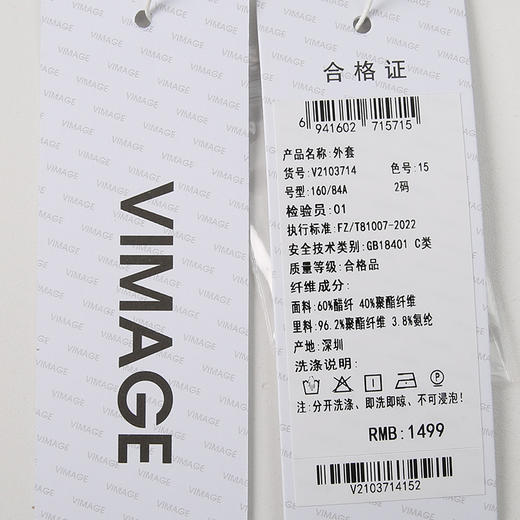 VIMAGE
合格证
6 941602 715715
产品名称:外套
货号:V2103714 色号:15
号型:160/84A 2码
检验员:01
执行标准:FZ/T81007-2022
安全技术类别:GB18401 C类
质量等级:合格品
纤维成分:
面料:60%醋纤 40%聚酯纤维
里料:96.2%聚酯纤维 3.8%氨纶
产地:深圳
洗涤说明:
注:分开洗涤、即洗即晾、不可浸泡!
RMB:1499
V2103714152